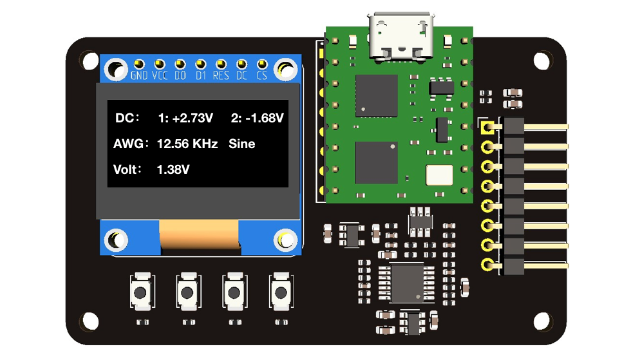 GND VCC D0 D1 RES DC CS
DC: 1: +2.73V 2: -1.68V
AWG: 12.56 KHz Sine
Volt: 1.38V